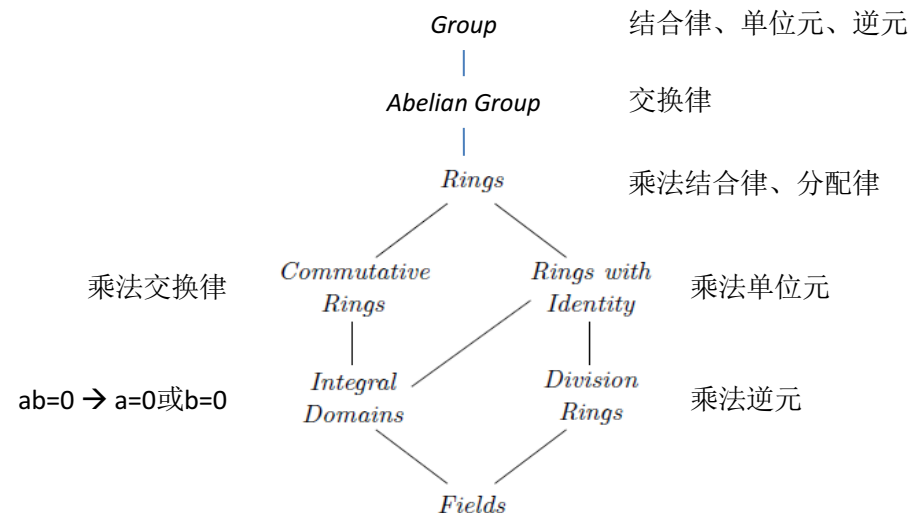 Group 结合律、单位元、逆元
Abelian Group 交换律
Rings 乘法结合律、分配律
乘法交换律 Commutative Rings Rings with Identity 乘法单位元
ab=0 → a=0或b=0 Integral Domains Division Rings 乘法逆元
Fields